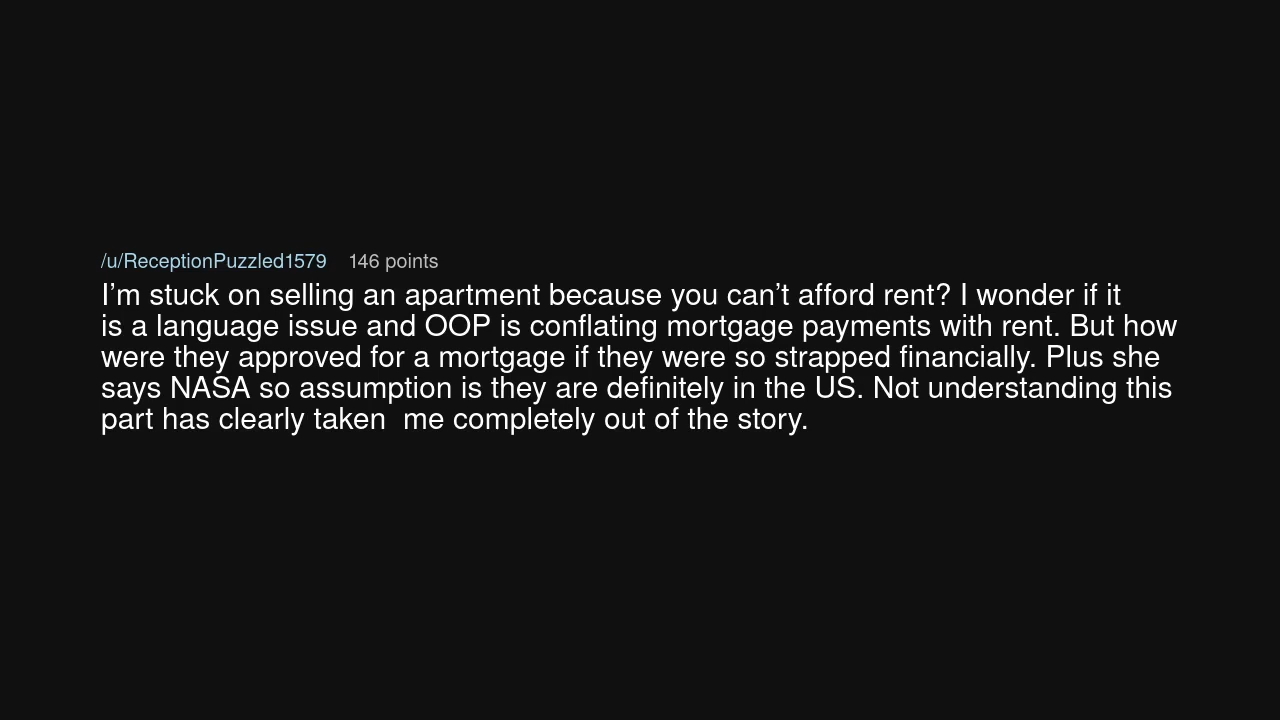 /u/ReceptionPuzzled1579 146 points
I’m stuck on selling an apartment because you can’t afford rent? I wonder if it
is a language issue and OOP is conflating mortgage payments with rent. But how
were they approved for a mortgage if they were so strapped financially. Plus she
says NASA so assumption is they are definitely in the US. Not understanding this
part has clearly taken  me completely out of the story.